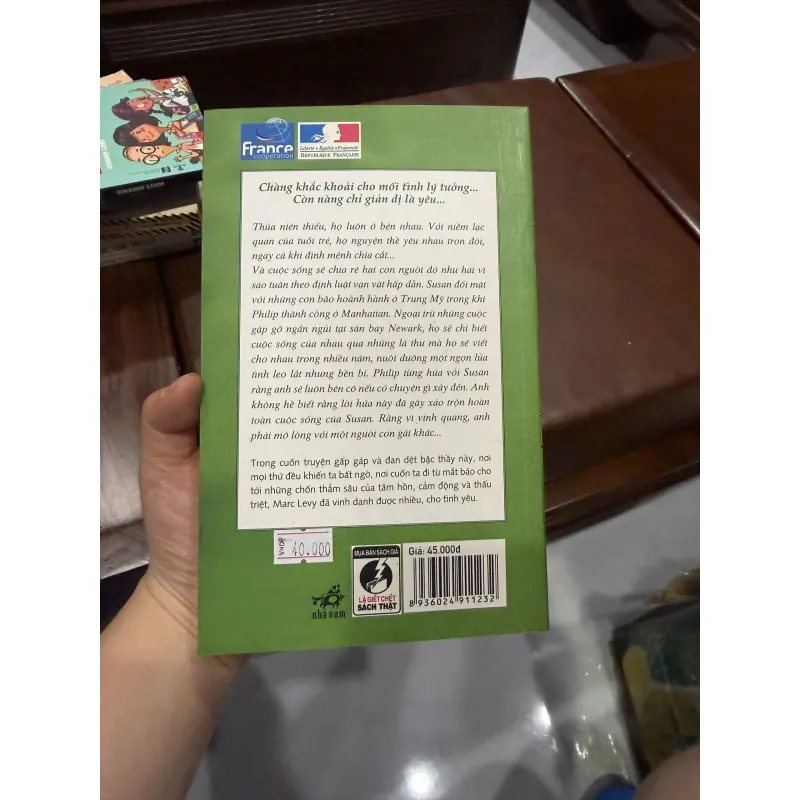 France
coopération
Liberté • Égalité • Fraternité
RÉPUBLIQUE FRANÇAISE
Chàng khắc khoải cho mối tình lý tưởng...
Còn nàng chỉ giản dị là yêu...
Thủa niên thiếu, họ luôn ở bên nhau. Với niềm lạc
quan của tuổi trẻ, họ nguyện thề yêu nhau trọn đời,
ngay cả khi định mệnh chia cắt...
Và cuộc sống sẽ chia rẽ hai con người đó như hai vì
sao tuân theo định luật vạn vật hấp dẫn. Susan đối mặt
với những cơn bão hoành hành ở Trung Mỹ trong khi
Philip thành công ở Manhattan. Ngoại trừ những cuộc
gặp gỡ ngắn ngủi tại sân bay Newark, họ sẽ chỉ biết
cuộc sống của nhau qua những lá thư mà họ sẽ viết
cho nhau trong nhiều năm, nuôi dưỡng một ngọn lửa
tình leo lắt nhưng bền bỉ. Philip từng hứa với Susan
rằng anh sẽ luôn bên cô nếu có chuyện gì xảy đến. Anh
không hề biết rằng lời hứa này đã gây xáo trộn hoàn
toàn cuộc sống của Susan. Rằng vì vinh quang, anh
phải mở lòng với một người con gái khác...
Trong cuốn truyện gấp gáp và đan dệt bậc thầy này, nơi
mọi thứ đều khiến ta bất ngờ, nơi cuốn ta đi từ mắt bão cho
tới những chốn thẳm sâu của tâm hồn, cảm động và thấu
triệt, Marc Levy đã vinh danh được nhiều, cho tình yêu.
VNDE
40.000
nhã nam
MUA BÁN SÁCH GIẢ
LÀ GIẾT CHẾT
SÁCH THẬT
Giá: 45.000đ
8 936024 911232